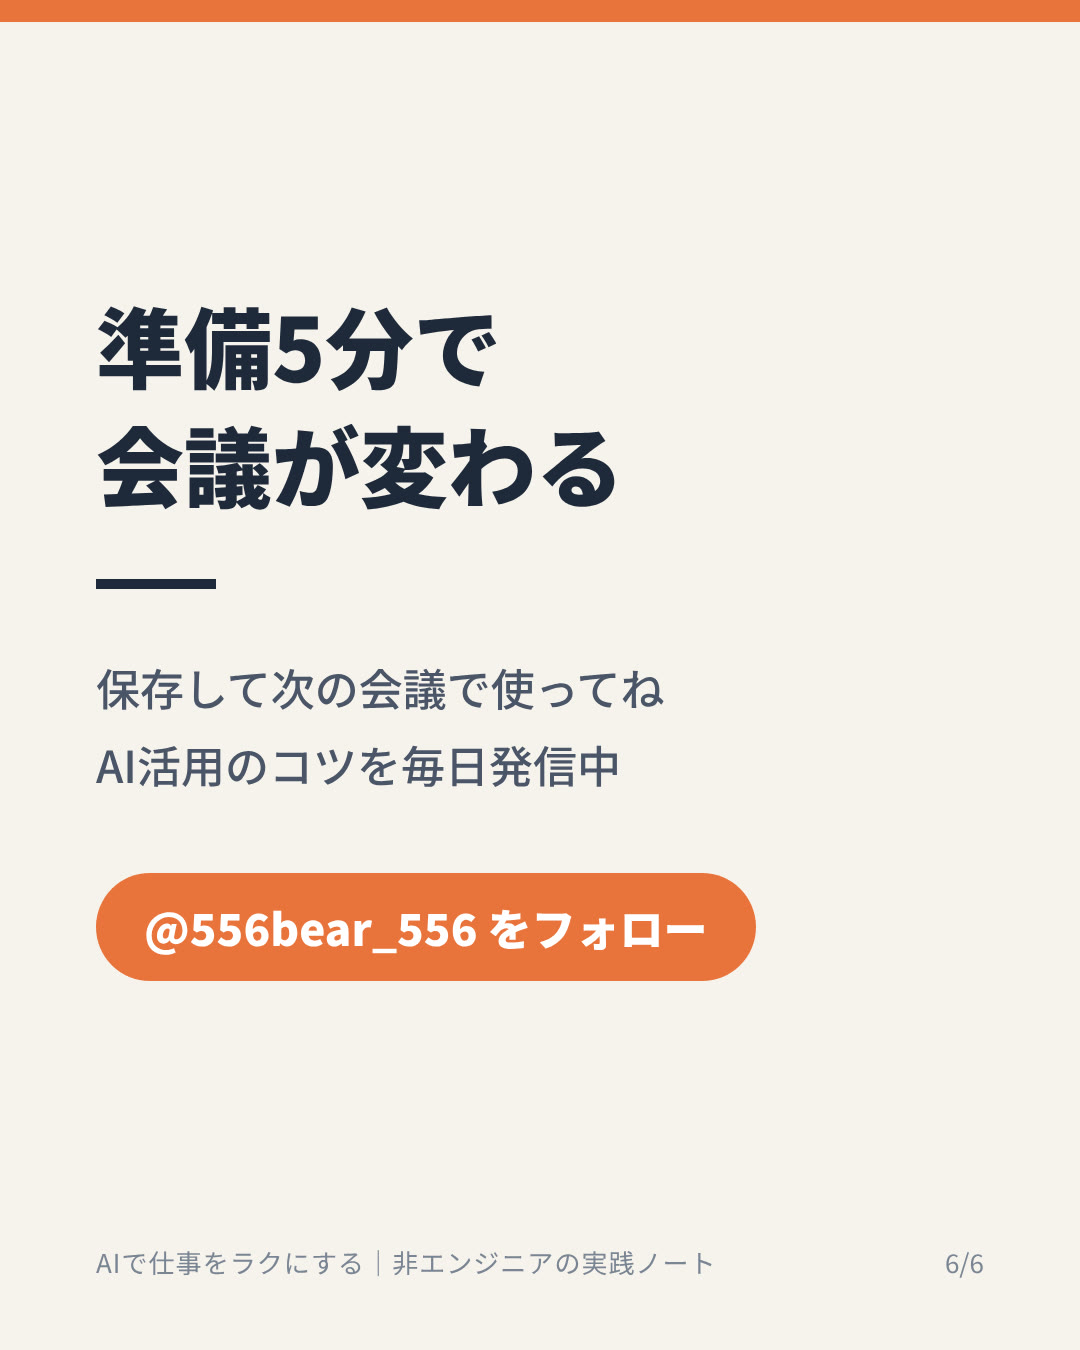 準備5分で
会議が変わる
保存して次の会議で使ってね
AI活用のコツを毎日発信中
@556bear_556 をフォロー
AIで仕事をラクにする｜非エンジニアの実践ノート
6/6